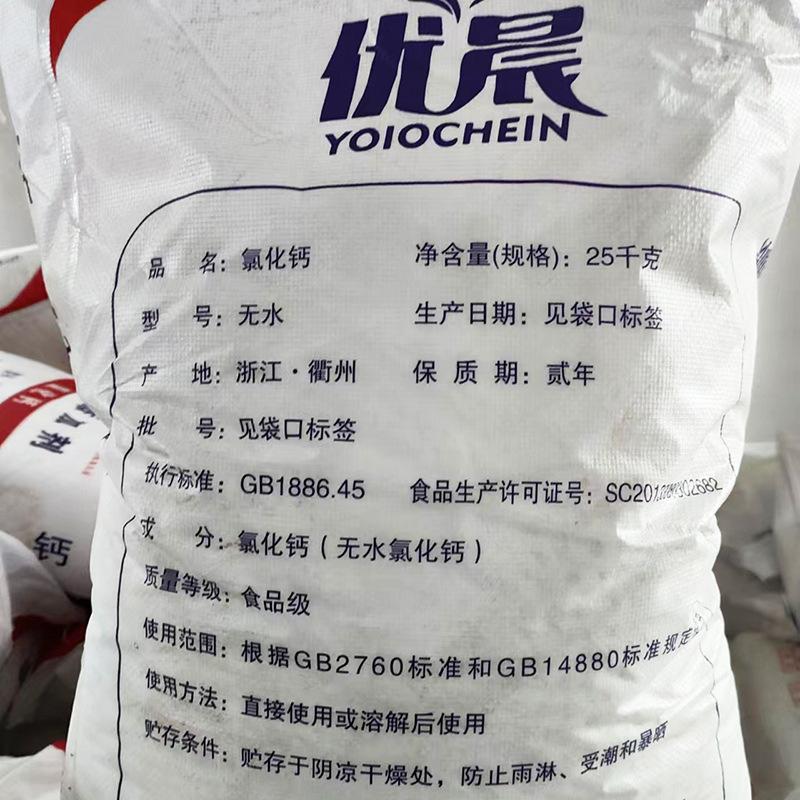 优晨
YOIOCHEIN
品 名：氯化钙 净含量(规格)：25千克
型 号：无水 生产日期：见袋口标签
产 地：浙江·衢州 保 质 期：贰年
批 号：见袋口标签
执行标准：GB1886.45 食品生产许可证号：
成 分：氯化钙（无水氯化钙）
质量等级：食品级
使用范围：根据GB2760标准和GB14880标准规定
使用方法：直接使用或溶解后使用
贮存条件：贮存于阴凉干燥处，防止雨淋、受潮和暴晒
剂
钙